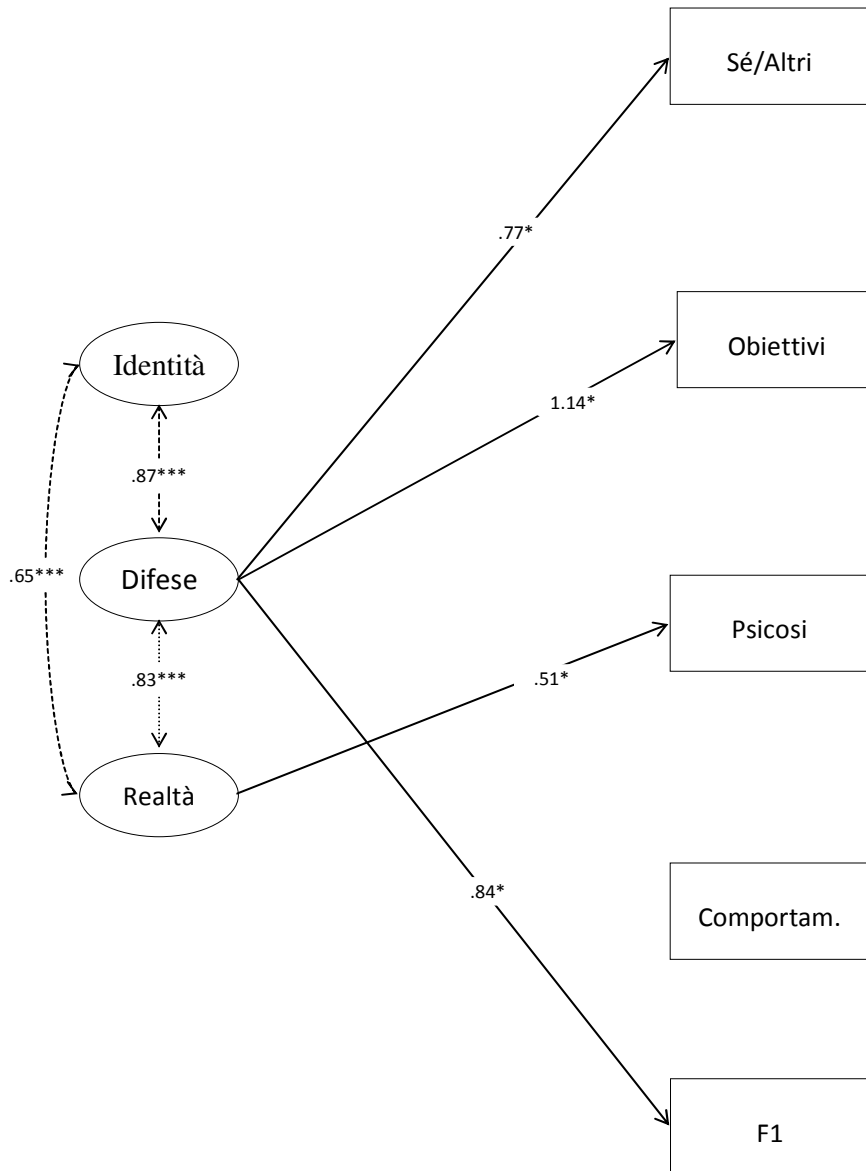 Sé/Altri
.77*
Obiettivi
Identità
1.14*
.87***
.65***
Difese
Psicosi
.83***
.51*
Realtà
.84*
Comportam.
F1